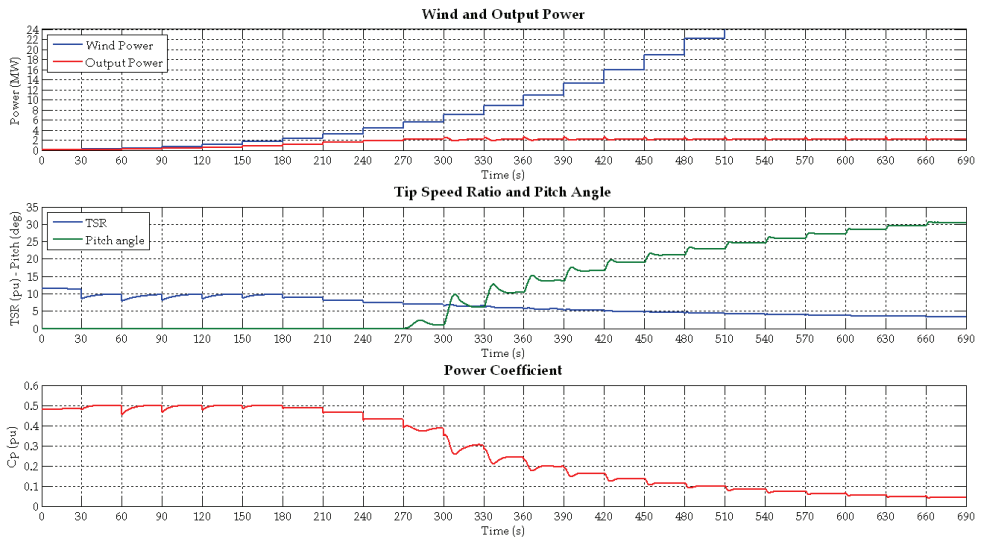 Wind and Output Power
Power (MW)
24
22
20
18
16
14
12
10
8
6
4
2
0
Wind Power
Output Power
0 30 60 90 120 150 180 210 240 270 300 330 360 390 420 450 480 510 540 570 600 630 660 690
Time (s)
Tip Speed Ratio and Pitch Angle
TSR (pu) - Pitch (deg)
35
30
25
20
15
10
5
0
TSR
Pitch angle
0 30 60 90 120 150 180 210 240 270 300 330 360 390 420 450 480 510 540 570 600 630 660 690
Time (s)
Power Coefficient
Cp (pu)
0.6
0.5
0.4
0.3
0.2
0.1
0
0 30 60 90 120 150 180 210 240 270 300 330 360 390 420 450 480 510 540 570 600 630 660 690
Time (s)